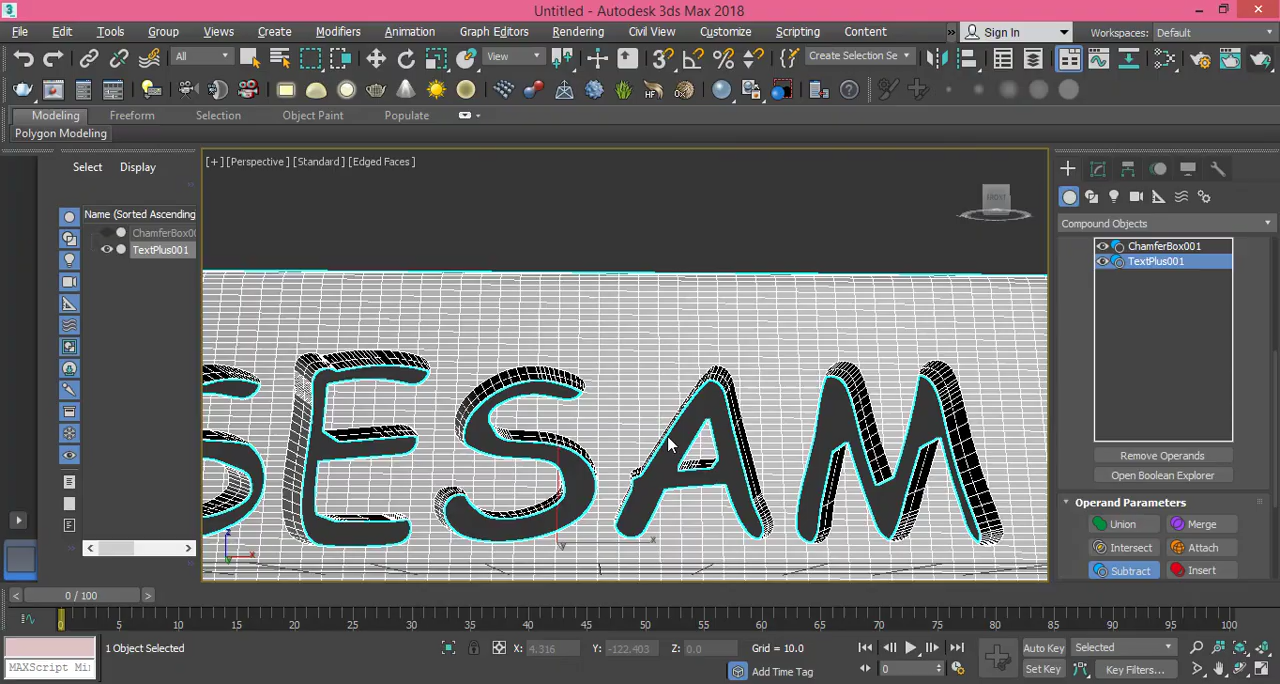 3 Untitled - Autodesk 3ds Max 2018
File Edit Tools Group Views Create Modifiers Animation Graph Editors Rendering Civil View Customize Scripting Content » Sign In Workspaces: Default
All View Create Selection Se
Modeling Freeform Selection Object Paint Populate
Polygon Modeling
Select Display
[+] [Perspective] [Standard] [Edged Faces]
FRONT
Name (Sorted Ascending
ChamferBox00
TextPlus001
Compound Objects
ChamferBox001
TextPlus001
ESAM
Remove Operands
Open Boolean Explorer
Operand Parameters
Union Merge
Intersect Attach
Subtract Insert
< 0 / 100 >
0 5 10 15 20 25 30 35 40 45 50 55 60 65 70 75 80 85 90 95 100
1 Object Selected X: 4.316 Y: -122.403 Z: 0.0 Grid = 10.0 Auto Key Selected
MAXScript Mi Add Time Tag 0 Set Key Key Filters...